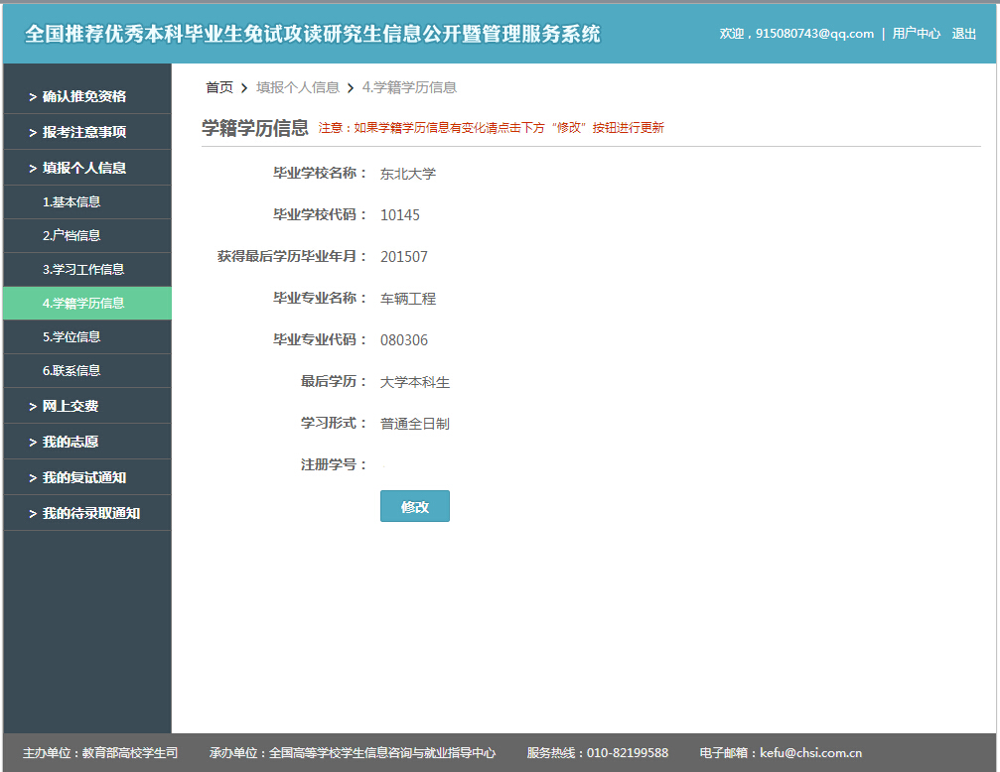 全国推荐优秀本科毕业生免试攻读研究生信息公开暨管理服务系统
欢迎，915080743@qq.com | 用户中心 退出
> 确认推免资格
> 报考注意事项
> 填报个人信息
1.基本信息
2.户档信息
3.学习工作信息
4.学籍学历信息
5.学位信息
6.联系信息
> 网上交费
> 我的志愿
> 我的复试通知
> 我的待录取通知
首页 > 填报个人信息 > 4.学籍学历信息
学籍学历信息 注意：如果学籍学历信息有变化请点击下方“修改”按钮进行更新
毕业学校名称： 东北大学
毕业学校代码： 10145
获得最后学历毕业年月： 201507
毕业专业名称： 车辆工程
毕业专业代码： 080306
最后学历： 大学本科生
学习形式： 普通全日制
注册学号：
修改
主办单位：教育部高校学生司 承办单位：全国高等学校学生信息咨询与就业指导中心 服务热线：010-82199588 电子邮箱：kefu@chsi.com.cn